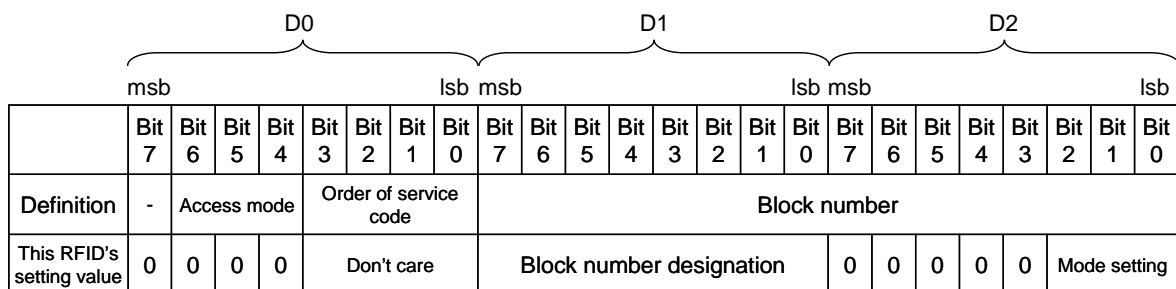 D0 D1 D2
msb lsb msb lsb msb lsb
Bit 7 Bit 6 Bit 5 Bit 4 Bit 3 Bit 2 Bit 1 Bit 0 Bit 7 Bit 6 Bit 5 Bit 4 Bit 3 Bit 2 Bit 1 Bit 0 Bit 7 Bit 6 Bit 5 Bit 4 Bit 3 Bit 2 Bit 1 Bit 0
Definition - Access mode Order of service code Block number
This RFID's setting value 0 0 0 0 Don't care Block number designation 0 0 0 0 0 Mode setting